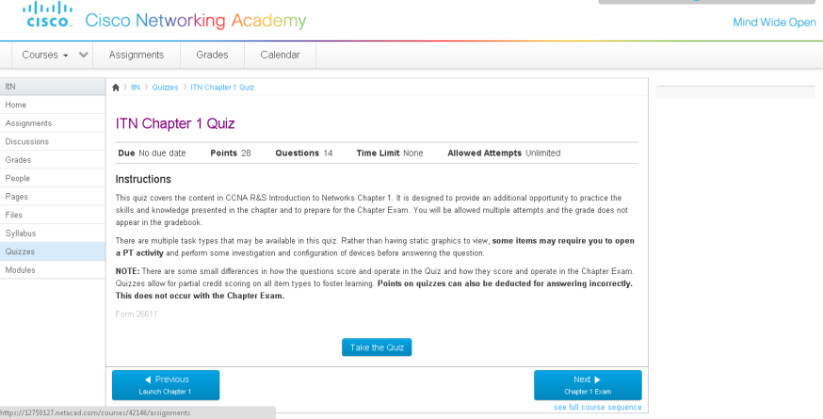 cisco. Cisco Networking Academy
Mind Wide Open
Courses Assignments Grades Calendar
ItN
Home
Assignments
Discussions
Grades
People
Pages
Files
Syllabus
Quizzes
Modules
ItN > Quizzes > ITN Chapter 1 Quiz
ITN Chapter 1 Quiz
Due No due date Points 28 Questions 14 Time Limit None Allowed Attempts Unlimited
Instructions
This quiz covers the content in CCNA R&S Introduction to Networks Chapter 1. It is designed to provide an additional opportunity to practice the
skills and knowledge presented in the chapter and to prepare for the Chapter Exam. You will be allowed multiple attempts and the grade does not
appear in the gradebook.
There are multiple task types that may be available in this quiz. Rather than having static graphics to view, some items may require you to open
a PT activity and perform some investigation and configuration of devices before answering the question.
NOTE: There are some small differences in how the questions score and operate in the Quiz and how they score and operate in the Chapter Exam.
Quizzes allow for partial credit scoring on all item types to foster learning. Points on quizzes can also be deducted for answering incorrectly.
This does not occur with the Chapter Exam.
Form 26611
Take the Quiz
Previous
Launch Chapter 1
Next
Chapter 1 Exam
see full course sequence
https://12759127.netacad.com/courses/42146/assignments